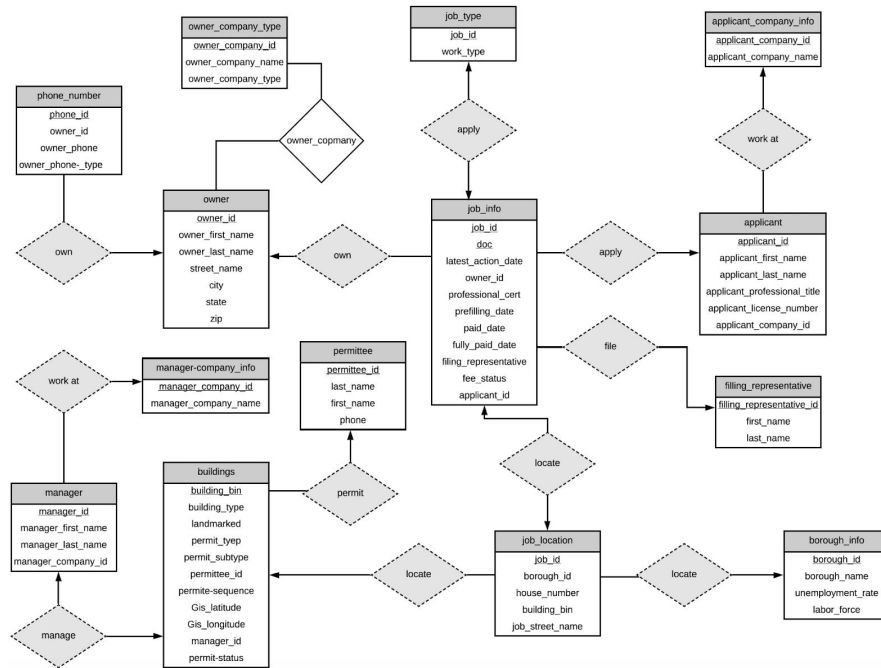 owner_company_type
owner_company_id
owner_company_name
owner_company_type
job_type
job_id
work_type
applicant_company_info
applicant_company_id
applicant_company_name
phone_number
phone_id
owner_id
owner_phone
owner_phone-_type
owner_copmany
apply
work at
owner
owner_id
owner_first_name
owner_last_name
street_name
city
state
zip
own
own
job_info
job_id
doc
latest_action_date
owner_id
professional_cert
prefilling_date
paid_date
fully_paid_date
filing_representative
fee_status
applicant_id
apply
applicant
applicant_id
applicant_first_name
applicant_last_name
applicant_professional_title
applicant_license_number
applicant_company_id
file
work at
manager-company_info
manager_company_id
manager_company_name
permittee
permittee_id
last_name
first_name
phone
filling_representative
filling_representative_id
first_name
last_name
locate
manager
manager_id
manager_first_name
manager_last_name
manager_company_id
buildings
building_bin
building_type
landmarked
permit_typep
permit_subtype
permittee_id
permite-sequence
Gis_latitude
Gis_longitude
manager_id
permit-status
permit
locate
job_location
job_id
borough_id
house_number
building_bin
job_street_name
locate
borough_info
borough_id
borough_name
unemployment_rate
labor_force
manage